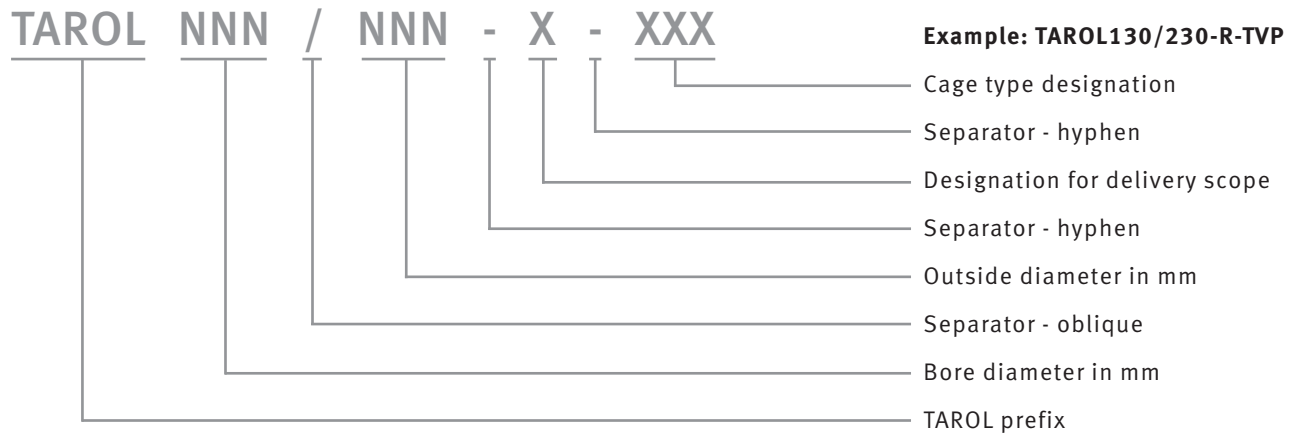 TAROL NNN / NNN - X - XXX
Example: TAROL130/230-R-TVP
Cage type designation
Separator - hyphen
Designation for delivery scope
Separator - hyphen
Outside diameter in mm
Separator - oblique
Bore diameter in mm
TAROL prefix